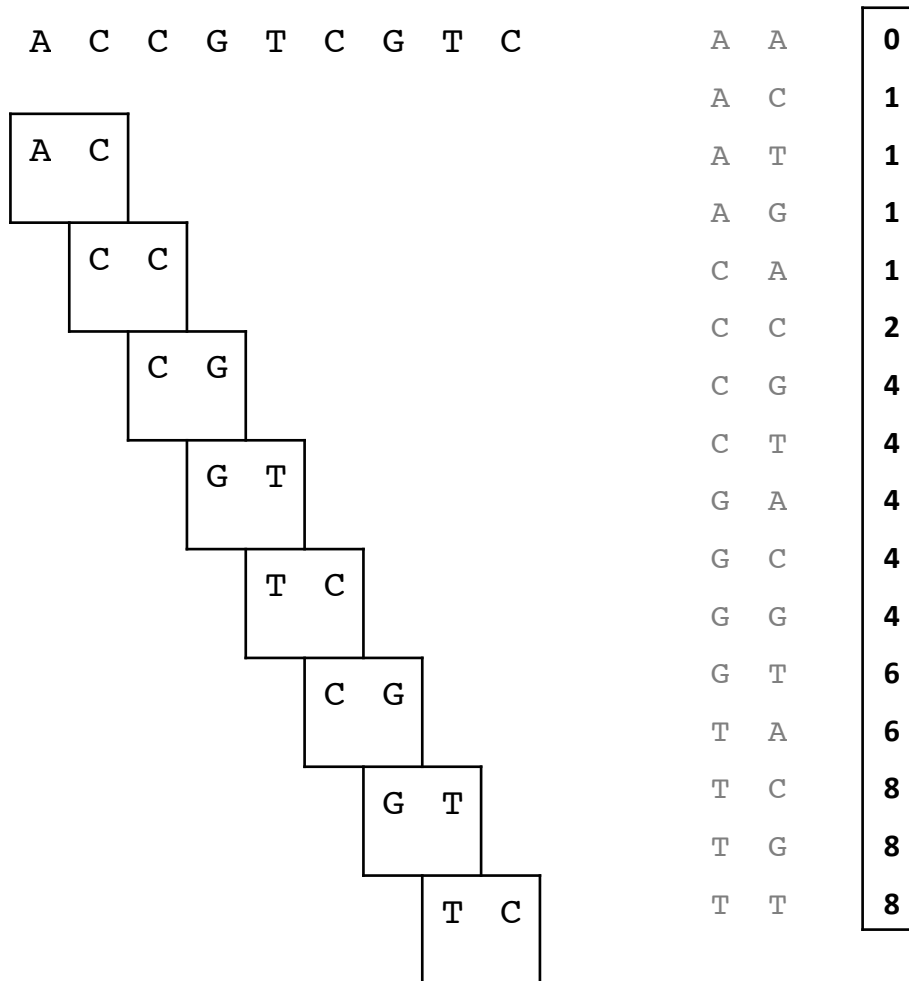 A C C G T C G T C
A C
C C
C G
G T
T C
C G
G T
T C
A A 0
A C 1
A T 1
A G 1
C A 1
C C 2
C G 4
C T 4
G A 4
G C 4
G G 4
G T 6
T A 6
T C 8
T G 8
T T 8